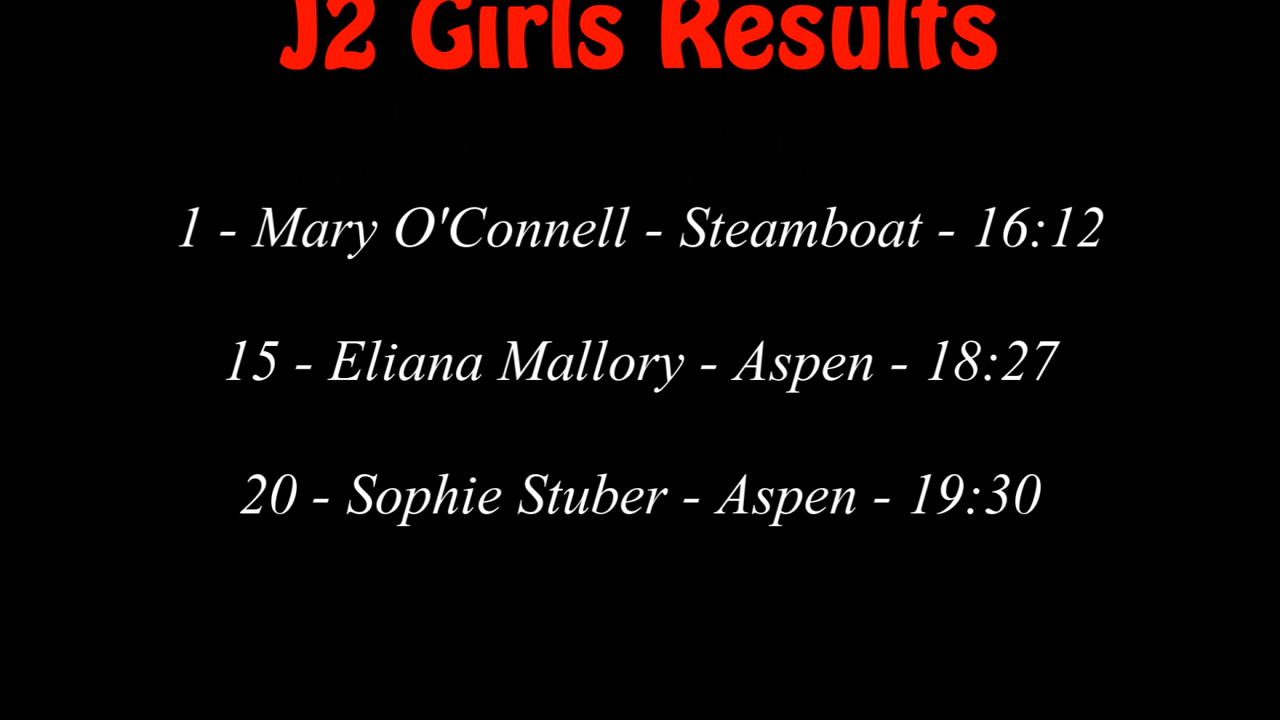 J2 Girls Results
1 - Mary O'Connell - Steamboat - 16:12
15 - Eliana Mallory - Aspen - 18:27
20 - Sophie Stuber - Aspen - 19:30